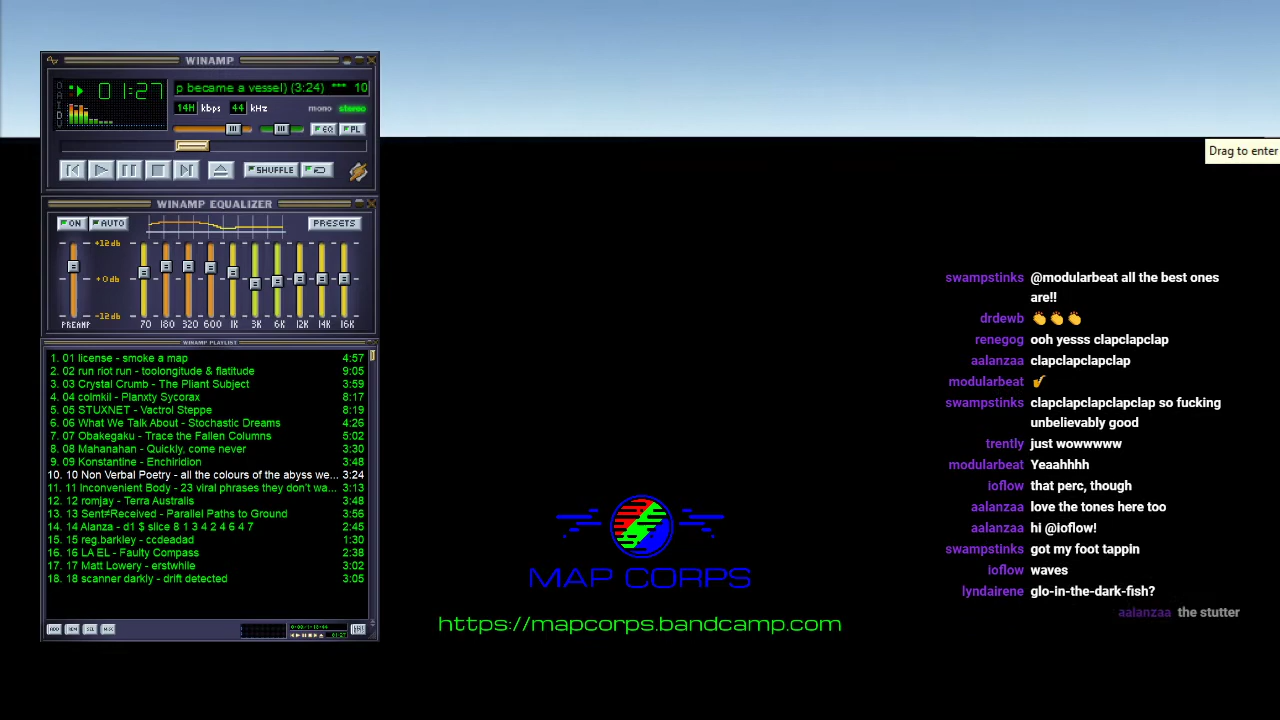 WINAMP
01:27
p became a vessel) (3:24) *** 10
14H kbps 44 kHz mono stereo
EQ PL
SHUFFLE
WINAMP EQUALIZER
ON AUTO PRESETS
+12db
+0db
-12db
PREAMP 70 180 320 600 1K 3K 6K 12K 14K 16K
WINAMP PLAYLIST
1. 01 license - smoke a map 4:57
2. 02 run riot run - toolongitude & flatitude 9:05
3. 03 Crystal Crumb - The Pliant Subject 3:59
4. 04 colmkil - Planxty Sycorax 8:17
5. 05 STUXNET - Vactrol Steppe 8:19
6. 06 What We Talk About - Stochastic Dreams 4:26
7. 07 Obakegaku - Trace the Fallen Columns 5:02
8. 08 Mahanahan - Quickly, come never 3:30
9. 09 Konstantine - Enchiridion 3:48
10. 10 Non Verbal Poetry - all the colours of the abyss we... 3:24
11. 11 Inconvenient Body - 23 viral phrases they don't wa... 3:13
12. 12 romjay - Terra Australis 3:48
13. 13 Sent≠Received - Parallel Paths to Ground 3:56
14. 14 Alanza - d1 $ slice 8 1 3 4 2 4 6 4 7 2:45
15. 15 reg.barkley - ccdeadad 1:30
16. 16 LA EL - Faulty Compass 2:38
17. 17 Matt Lowery - erstwhile 3:02
18. 18 scanner darkly - drift detected 3:05
MAP CORPS
https://mapcorps.bandcamp.com
Drag to enter
swampstinks @modularbeat all the best ones
are!!
drdewb 👏 👏 👏
renegog ooh yesss clapclapclap
aalanzaa clapclapclapclap
modularbeat 🎷
swampstinks clapclapclapclapclap so fucking
unbelievably good
trently just wowwwww
modularbeat Yeaahhhh
ioflow that perc, though
aalanzaa love the tones here too
aalanzaa hi @ioflow!
swampstinks got my foot tappin
ioflow waves
lyndairene glo-in-the-dark-fish?
aalanzaa the stutter